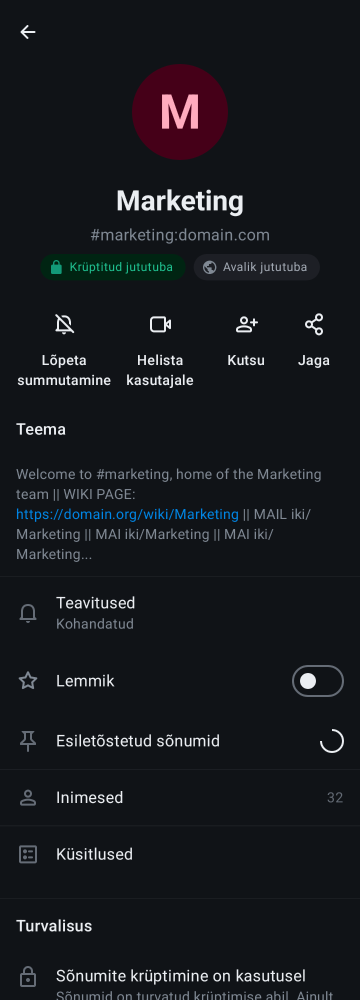 M
Marketing
#marketing:domain.com
Krüptitud jututuba
Avalik jututuba
Lõpeta
summutamine
Helista
kasutajale
Kutsu
Jaga
Teema
Welcome to #marketing, home of the Marketing
team || WIKI PAGE:
https://domain.org/wiki/Marketing || MAIL iki/
Marketing || MAI iki/Marketing || MAI iki/
Marketing...
Teavitused
Kohandatud
Lemmik
Esiletõstetud sõnumid
Inimesed 32
Küsitlused
Turvalisus
Sõnumite krüptimine on kasutusel
Sõnumid on turvatud krüptimise abil. Ainult